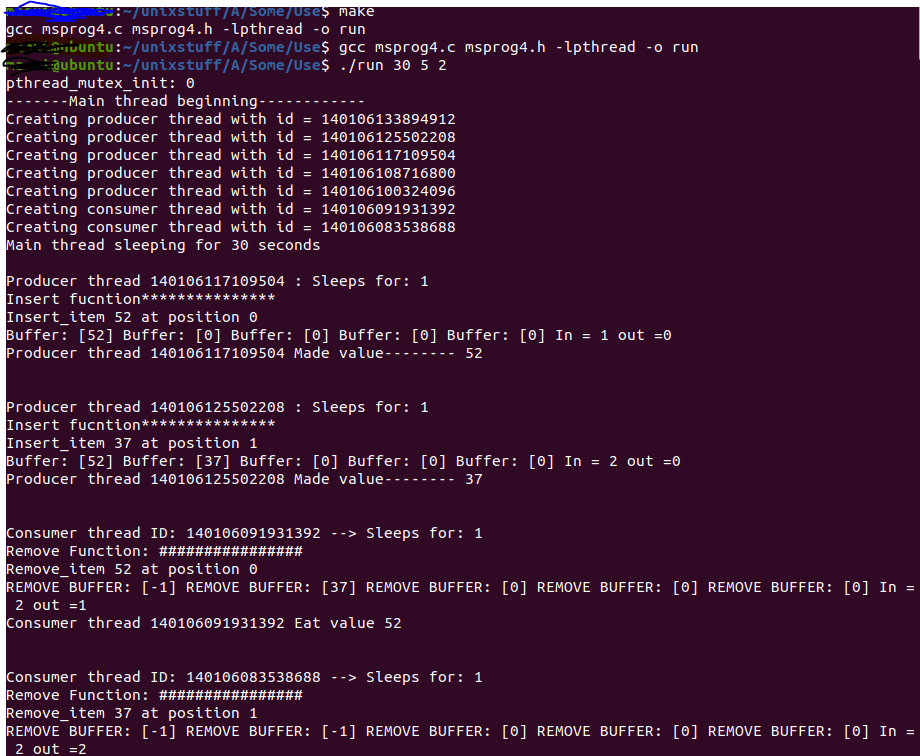 :~/unixstuff/A/Some/Use$ make
gcc msprog4.c msprog4.h -lpthread -o run
@ubuntu:~/unixstuff/A/Some/Use$ gcc msprog4.c msprog4.h -lpthread -o run
@ubuntu:~/unixstuff/A/Some/Use$ ./run 30 5 2
pthread_mutex_init: 0
-------Main thread beginning------------
Creating producer thread with id = 140106133894912
Creating producer thread with id = 140106125502208
Creating producer thread with id = 140106117109504
Creating producer thread with id = 140106108716800
Creating producer thread with id = 140106100324096
Creating consumer thread with id = 140106091931392
Creating consumer thread with id = 140106083538688
Main thread sleeping for 30 seconds
Producer thread 140106117109504 : Sleeps for: 1
Insert fucntion***************
Insert_item 52 at position 0
Buffer: [52] Buffer: [0] Buffer: [0] Buffer: [0] Buffer: [0] In = 1 out =0
Producer thread 140106117109504 Made value-------- 52
Producer thread 140106125502208 : Sleeps for: 1
Insert fucntion***************
Insert_item 37 at position 1
Buffer: [52] Buffer: [37] Buffer: [0] Buffer: [0] Buffer: [0] In = 2 out =0
Producer thread 140106125502208 Made value-------- 37
Consumer thread ID: 140106091931392 --> Sleeps for: 1
Remove Function: ################
Remove_item 52 at position 0
REMOVE BUFFER: [-1] REMOVE BUFFER: [37] REMOVE BUFFER: [0] REMOVE BUFFER: [0] REMOVE BUFFER: [0] In =
2 out =1
Consumer thread 140106091931392 Eat value 52
Consumer thread ID: 140106083538688 --> Sleeps for: 1
Remove Function: ################
Remove_item 37 at position 1
REMOVE BUFFER: [-1] REMOVE BUFFER: [-1] REMOVE BUFFER: [0] REMOVE BUFFER: [0] REMOVE BUFFER: [0] In =
2 out =2